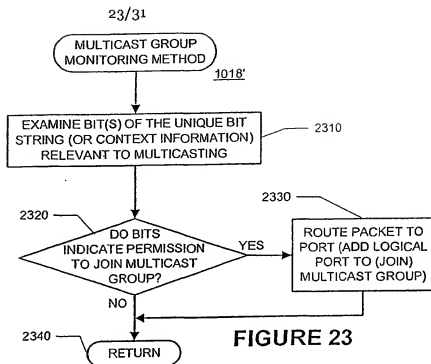 23/31
MULTICAST GROUP
MONITORING METHOD
1018'
EXAMINE BIT(S) OF THE UNIQUE BIT
STRING (OR CONTEXT INFORMATION)
RELEVANT TO MULTICASTING
2310
2320
DO BITS
INDICATE PERMISSION
TO JOIN MULTICAST
GROUP?
YES
2330
ROUTE PACKET TO
PORT (ADD LOGICAL
PORT TO (JOIN)
MULTICAST GROUP)
NO
2340
RETURN
FIGURE 23